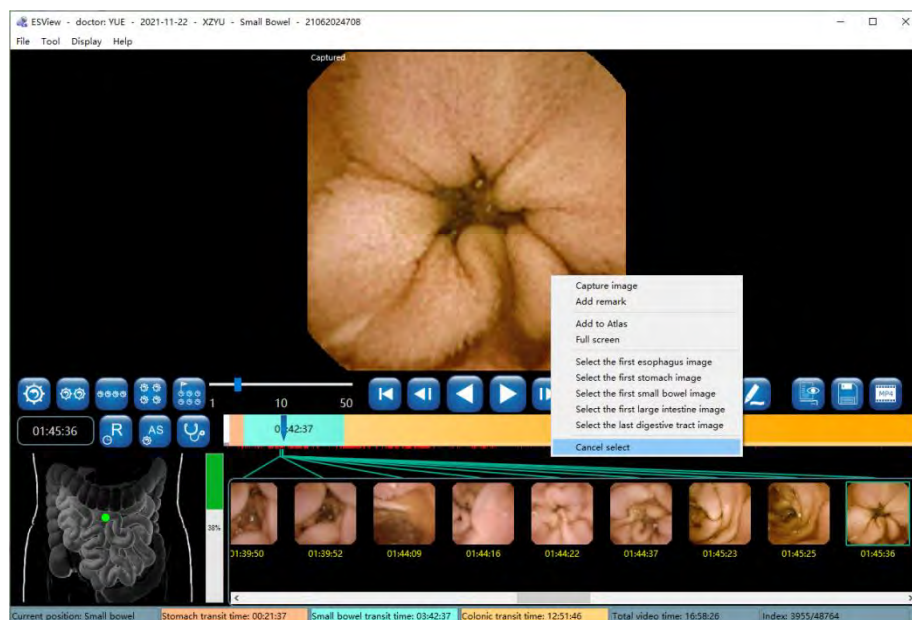 ESView - doctor: YUE - 2021-11-22 - XZYU - Small Bowel - 21062024708
File Tool Display Help
Captured
Capture image
Add remark
Add to Atlas
Full screen
Select the first esophagus image
Select the first stomach image
Select the first small bowel image
Select the first large intestine image
Select the last digestive tract image
Cancel select
1 10 50
MP4
01:45:36
R
AS
42:37
38%
01:39:50 01:39:52 01:44:09 01:44:16 01:44:22 01:44:37 01:45:23 01:45:25 01:45:36
Current position: Small bowel Stomach transit time: 00:21:37 Small bowel transit time: 03:42:37 Colonic transit time: 12:51:46 Total video time: 16:58:26 Index: 3955/48764